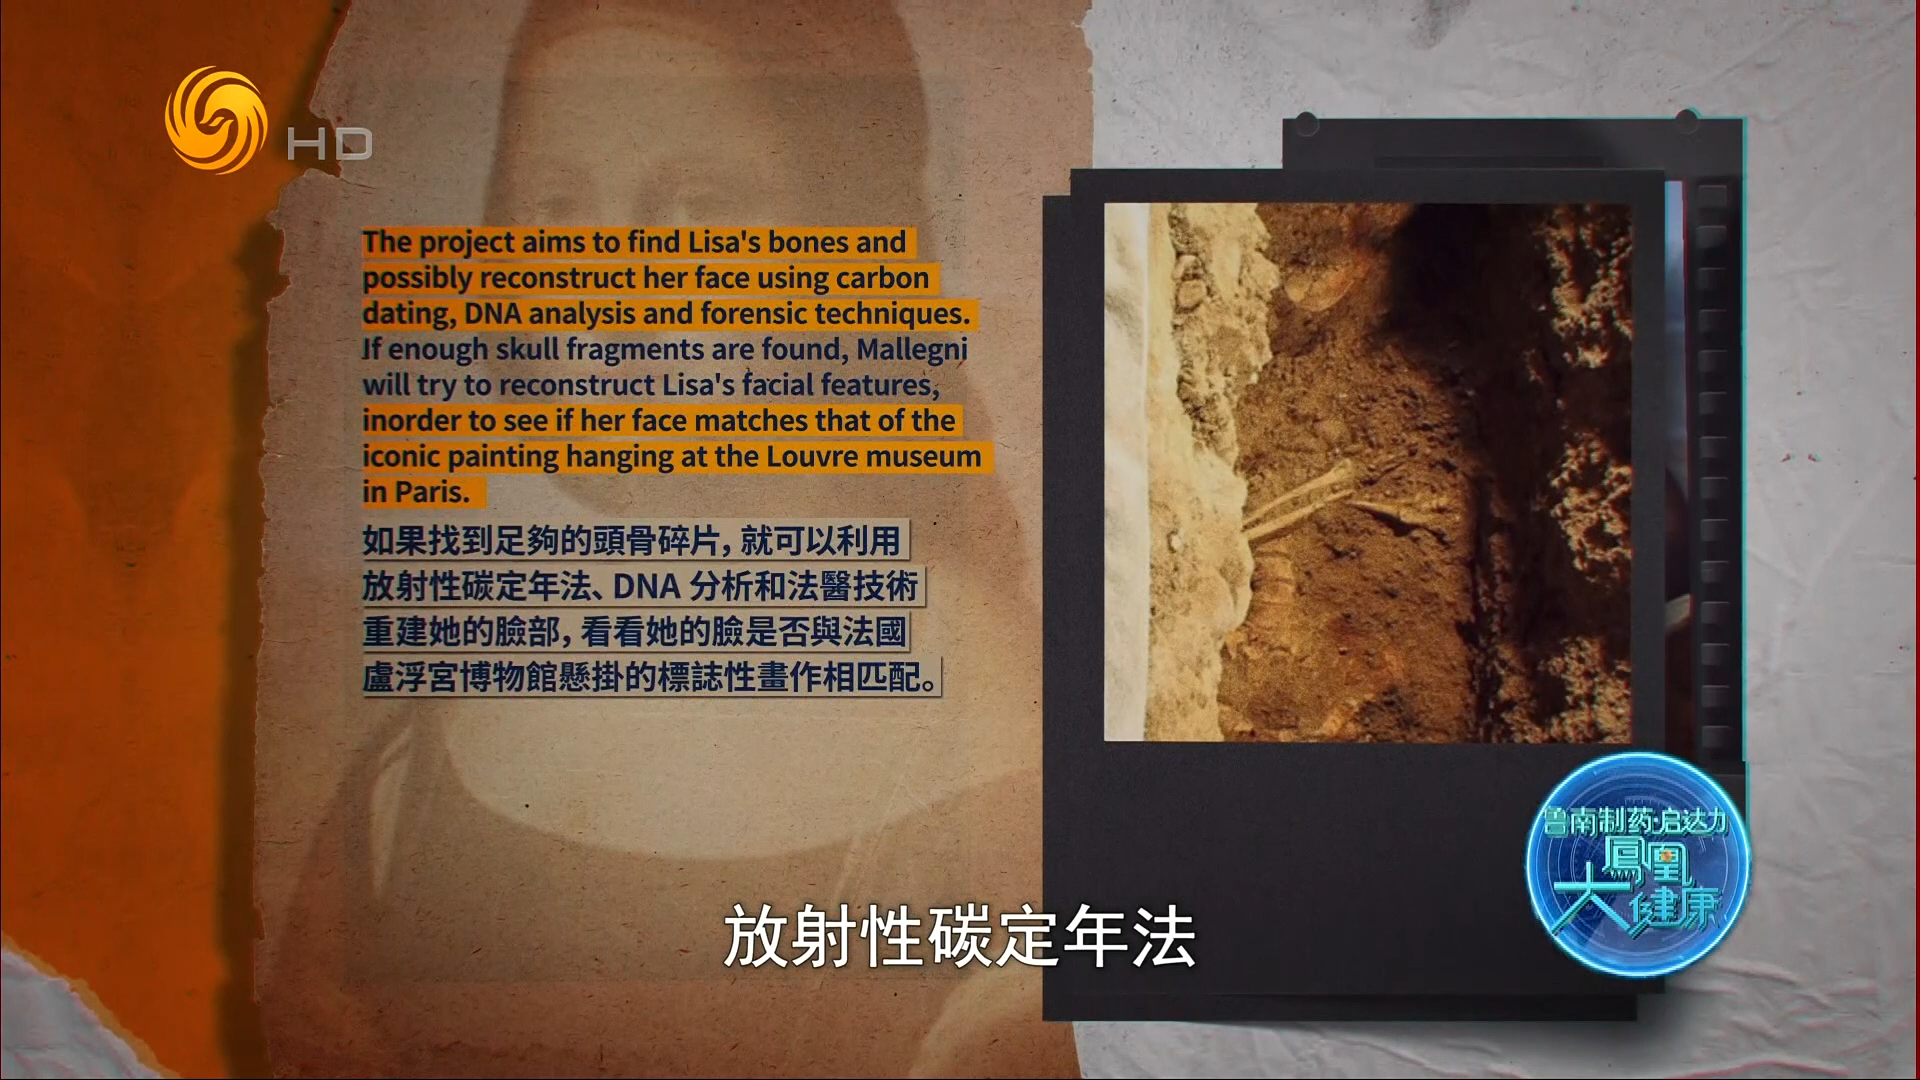 HD
The project aims to find Lisa's bones and
possibly reconstruct her face using carbon
dating, DNA analysis and forensic techniques.
If enough skull fragments are found, Mallegni
will try to reconstruct Lisa's facial features,
inorder to see if her face matches that of the
iconic painting hanging at the Louvre museum
in Paris.
如果找到足夠的頭骨碎片，就可以利用
放射性碳定年法、DNA 分析和法醫技術
重建她的臉部，看看她的臉是否與法國
盧浮宮博物館懸掛的標誌性畫作相匹配。
鲁南制药·启达力
鳳凰
大健康
放射性碳定年法